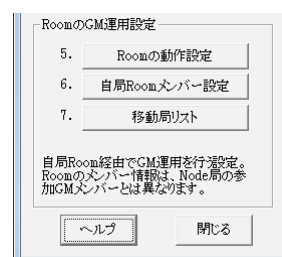 RoomのGM運用設定
5. Roomの動作設定
6. 自局Roomメンバー設定
7. 移動局リスト
自局Room経由でGM運用を行う設定。
Roomのメンバー情報は、Node局の参
加GMメンバーとは異なります。
ヘルプ 閉じる